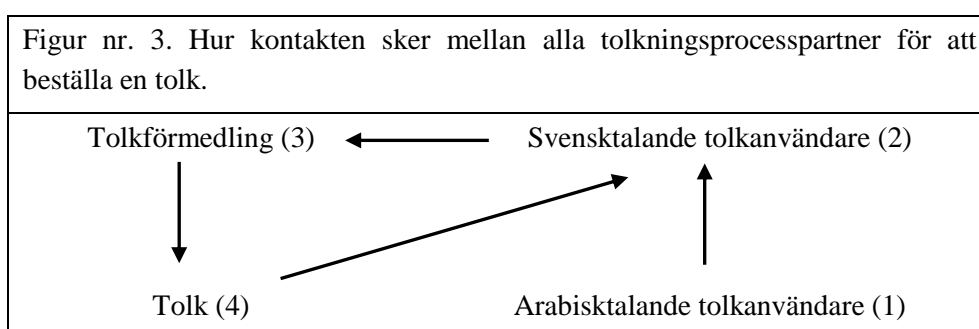 Figur nr. 3. Hur kontakten sker mellan alla tolkningsprocesspartner för att
beställa en tolk.
Tolkförmedling (3) Svensktalande tolkanvändare (2)
Tolk (4) Arabisktalande tolkanvändare (1)